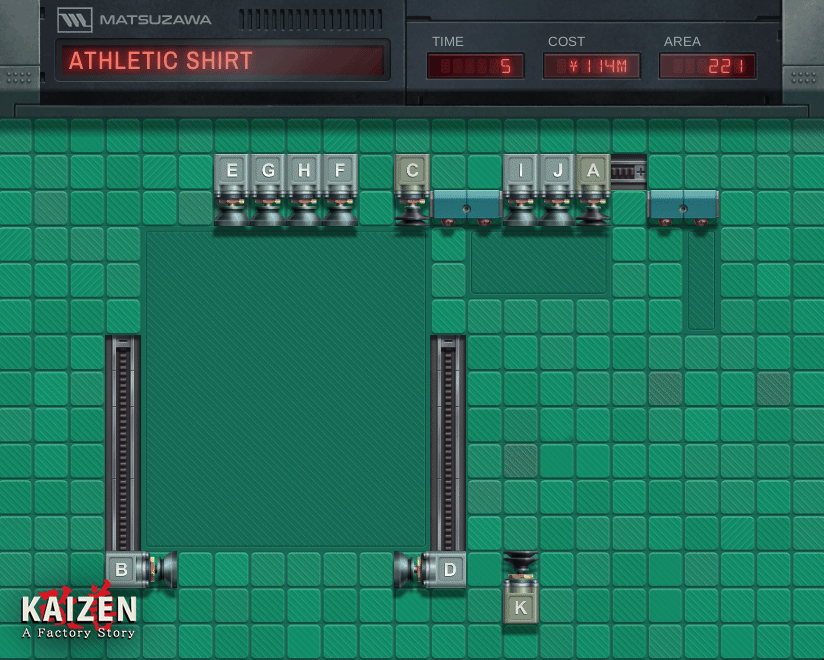 MATSUZAWA
ATHLETIC SHIRT
TIME COST AREA
5 ¥114M 221
E G H F C I J A
B D
K
KAIZEN
A Factory Story